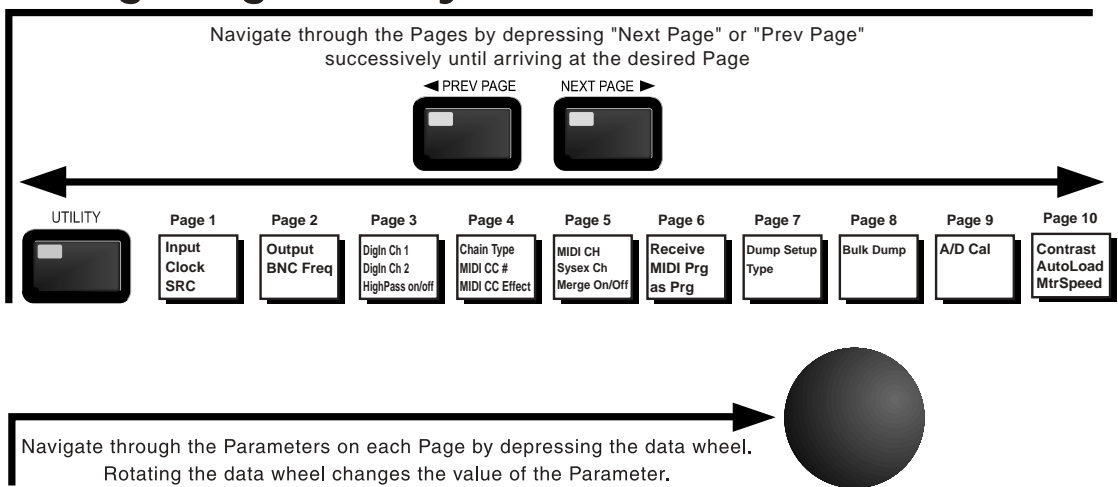 Navigate through the Pages by depressing "Next Page" or "Prev Page"
successively until arriving at the desired Page
◄ PREV PAGE NEXT PAGE ►
UTILITY
Page 1
Input
Clock
SRC
Page 2
Output
BNC Freq
Page 3
DigIn Ch 1
DigIn Ch 2
HighPass on/off
Page 4
Chain Type
MIDI CC #
MIDI CC Effect
Page 5
MIDI CH
Sysex Ch
Merge On/Off
Page 6
Receive
MIDI Prg
as Prg
Page 7
Dump Setup
Type
Page 8
Bulk Dump
Page 9
A/D Cal
Page 10
Contrast
AutoLoad
MtrSpeed
Navigate through the Parameters on each Page by depressing the data wheel.
Rotating the data wheel changes the value of the Parameter.